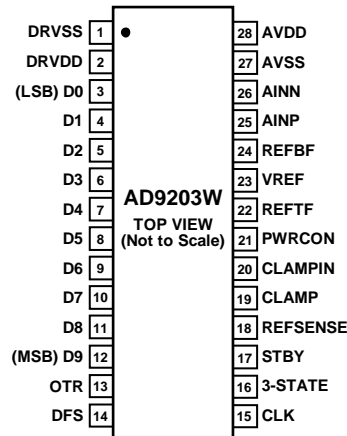 DRVSS 1 28 AVDD
DRVDD 2 27 AVSS
(LSB) D0 3 26 AINN
D1 4 25 AINP
D2 5 24 REFBF
D3 6 23 VREF
D4 7 22 REFTF
D5 8 21 PWRCON
D6 9 20 CLAMPIN
D7 10 19 CLAMP
D8 11 18 REFSENSE
(MSB) D9 12 17 STBY
OTR 13 16 3-STATE
DFS 14 15 CLK
AD9203W
TOP VIEW
(Not to Scale)